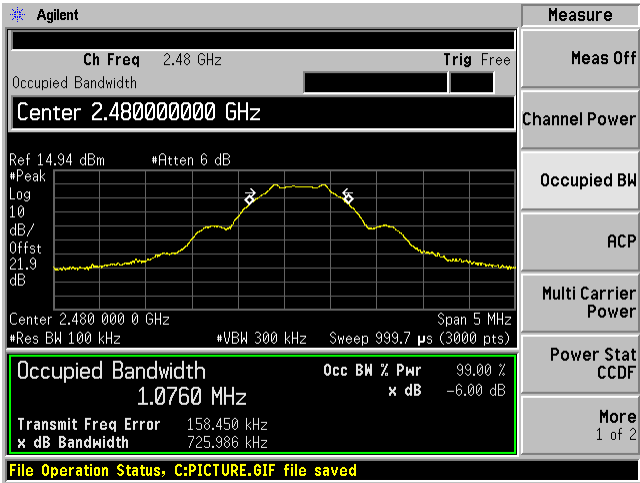 Agilent
Ch Freq 2.48 GHz Trig Free
Occupied Bandwidth
Center 2.480000000 GHz
Ref 14.94 dBm #Atten 6 dB
#Peak
Log
10
dB/
Offst
21.9
dB
Center 2.480 000 0 GHz Span 5 MHz
#Res BW 100 kHz #VBW 300 kHz Sweep 999.7 µs (3000 pts)
Occupied Bandwidth Occ BW % Pwr 99.00 %
1.0760 MHz x dB -6.00 dB
Transmit Freq Error 158.450 kHz
x dB Bandwidth 725.986 kHz
File Operation Status, C:PICTURE.GIF file saved
Measure
Meas Off
Channel Power
Occupied BW
ACP
Multi Carrier
Power
Power Stat
CCDF
More
1 of 2